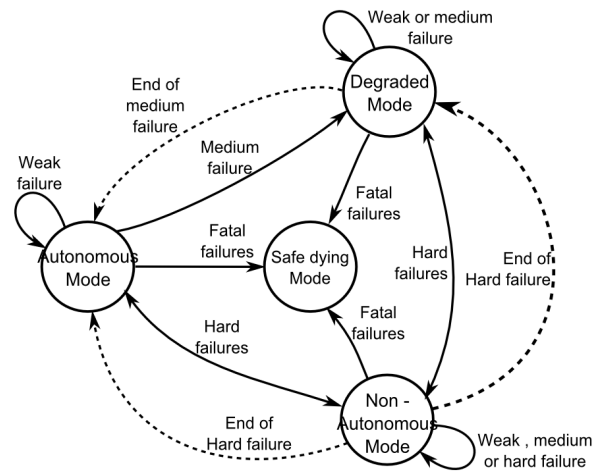 Weak or medium
failure
Degraded
Mode
End of
medium
failure
Medium
failure
Weak
failure
Fatal
failures
Fatal
failures
Autonomous
Mode
Safe dying
Mode
Hard
failures
End of
Hard failure
Fatal
failures
Hard
failures
Non -
Autonomous
Mode
End of
Hard failure
Weak , medium
or hard failure